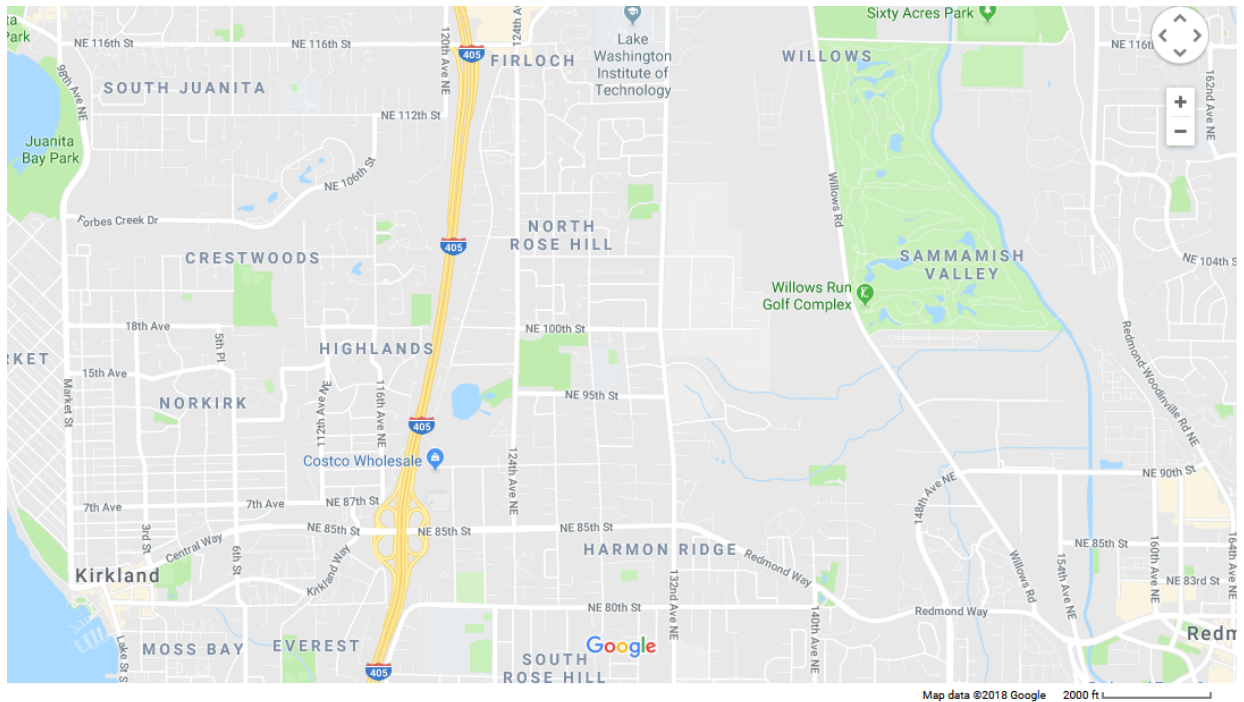 Sixty Acres Park
ta
Park
NE 116th St
NE 116th St
120th Ave NE
124th Av
405
FIRLOCH
Lake
Washington
Institute of
Technology
WILLOWS
NE 116t
162nd Ave NE
98th Ave NE
SOUTH JUANITA
NE 112th St
Juanita
Bay Park
NE 106th St
Willows Rd
+
−
Forbes Creek Dr
NORTH
ROSE HILL
405
CRESTWOODS
SAMMAMISH
VALLEY
NE 104th S
Willows Run
Golf Complex
18th Ave
5th Pl
NE 100th St
HIGHLANDS
RKET
15th Ave
Market St
NORKIRK
112th Ave NE
116th Ave NE
NE 95th St
Redmond-Woodinville Rd NE
405
Costco Wholesale
124th Ave NE
NE 90th St
148th Ave NE
7th Ave
7th Ave
NE 87th St
3rd St
Central Way
6th St
NE 85th St
NE 85th St
NE 85th St
HARMON RIDGE
NE 85th St
160th Ave NE
164th Ave NE
Kirkland
Kirkland Way
Redmond Way
132nd Ave NE
Willows Rd
154th Ave NE
NE 83rd St
NE 80th St
140th Ave NE
Redmond Way
Redm
Lake St S
MOSS BAY
EVEREST
Google
SOUTH
ROSE HILL
405
Map data ©2018 Google
2000 ft